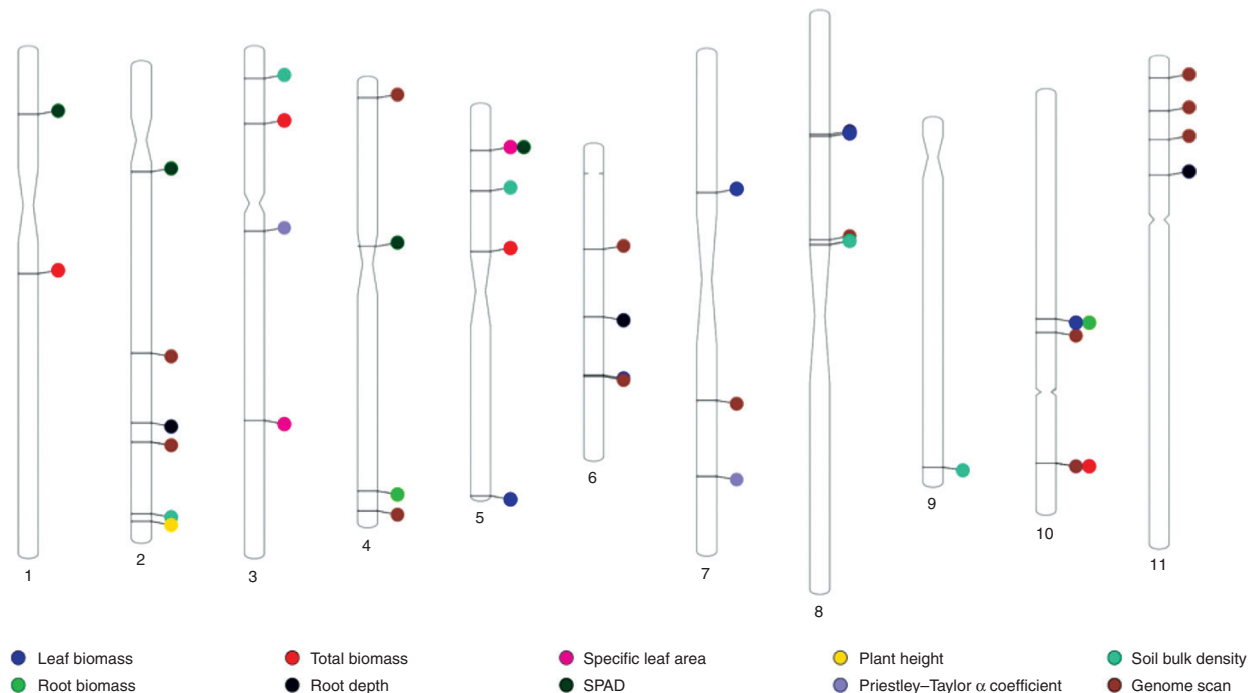 1
2
3
4
5
6
7
8
9
10
11
Leaf biomass
Total biomass
Specific leaf area
Plant height
Soil bulk density
Root biomass
Root depth
SPAD
Priestley–Taylor α coefficient
Genome scan